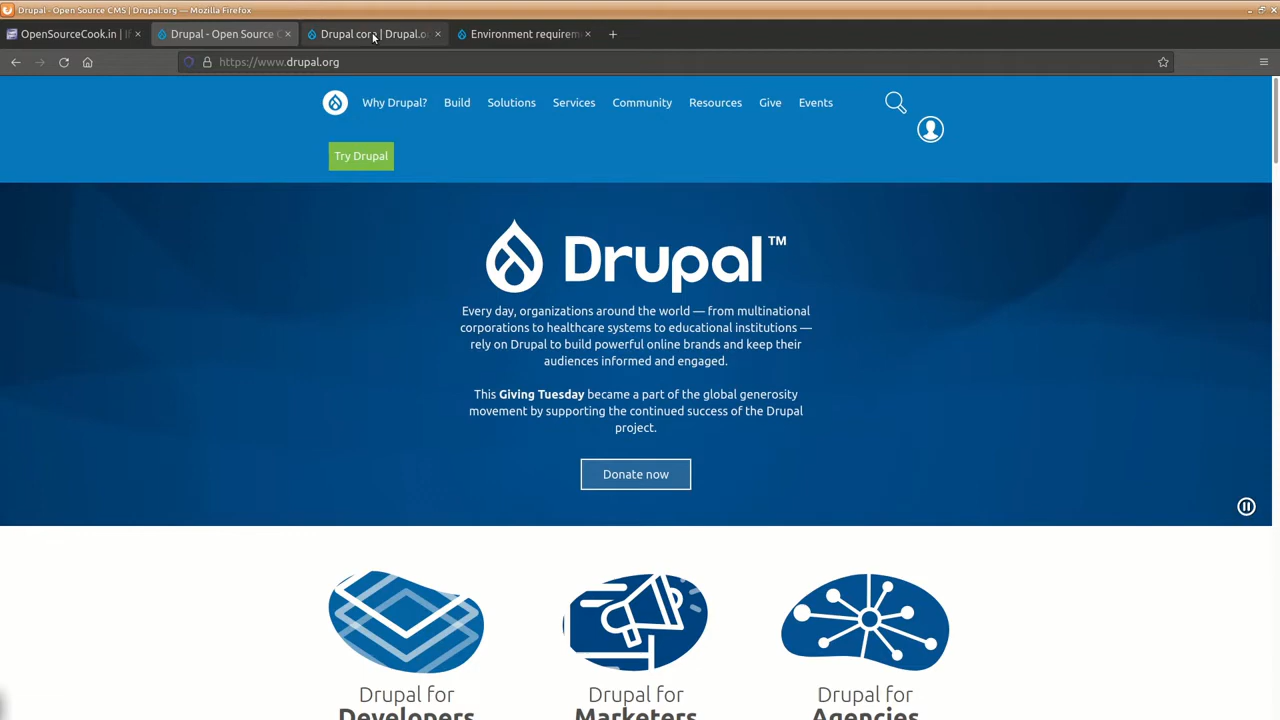 Drupal - Open Source CMS | Drupal.org — Mozilla Firefox
OpenSourceCook.in |
Drupal - Open Source
Drupal | Drupal.o
Environment requirem
https://www.drupal.org
Why Drupal? Build Solutions Services Community Resources Give Events
Try Drupal
Drupal™
Every day, organizations around the world — from multinational
corporations to healthcare systems to educational institutions —
rely on Drupal to build powerful online brands and keep their
audiences informed and engaged.
This Giving Tuesday became a part of the global generosity
movement by supporting the continued success of the Drupal
project.
Donate now
Drupal for
Developers
Drupal for
Marketers
Drupal for
Agencies